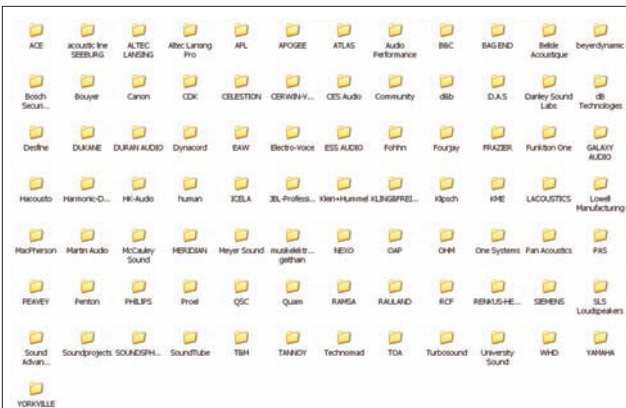 ACE acoustic line ALTEC Altec Lansing APL APOGEE ATLAS Audio B&C BAG END Belisle beyerdynamic
SEEBURG LANSING Pro Performance Acoustique
Bosch Bouyer Canon CDK CELESTION CERWIN-V... CES Audio Community d&b D.A.S Danley Sound dB
Securi... Labs Technologies
Desfine DUKANE DURAN AUDIO Dynacord EAW Electro-Voice ESS AUDIO Fohhn Fourjay FRAZIER Funktion One GALAXY
AUDIO
Hacousto Harmonic-D... HK-Audio human ICELA JBL-Professi... Klein+Hummel KLING&FREI... Klipsch KME LACOUSTICS Lowell
Manufacturing
MacPherson Martin Audio McCauley MERIDIAN Meyer Sound musikelektr... NEXO OAP OHM One Systems Pan Acoustics PAS
Sound geithain
PEAVEY Penton PHILIPS Proel QSC Quam RAMSA RAULAND RCF RENKUS-HE... SIEMENS SLS
Loudspeakers
Sound Soundprojects SOUNDSPH... SoundTube T&M TANNOY Technomad TOA Turbosound University WHD YAMAHA
Advan... Sound
YORKVILLE